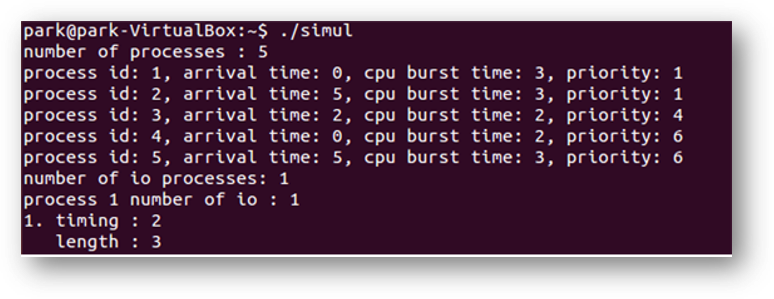 park@park-VirtualBox:~$ ./simul
number of processes : 5
process id: 1, arrival time: 0, cpu burst time: 3, priority: 1
process id: 2, arrival time: 5, cpu burst time: 3, priority: 1
process id: 3, arrival time: 2, cpu burst time: 2, priority: 4
process id: 4, arrival time: 0, cpu burst time: 2, priority: 6
process id: 5, arrival time: 5, cpu burst time: 3, priority: 6
number of io processes: 1
process 1 number of io : 1
1. timing : 2
   length : 3